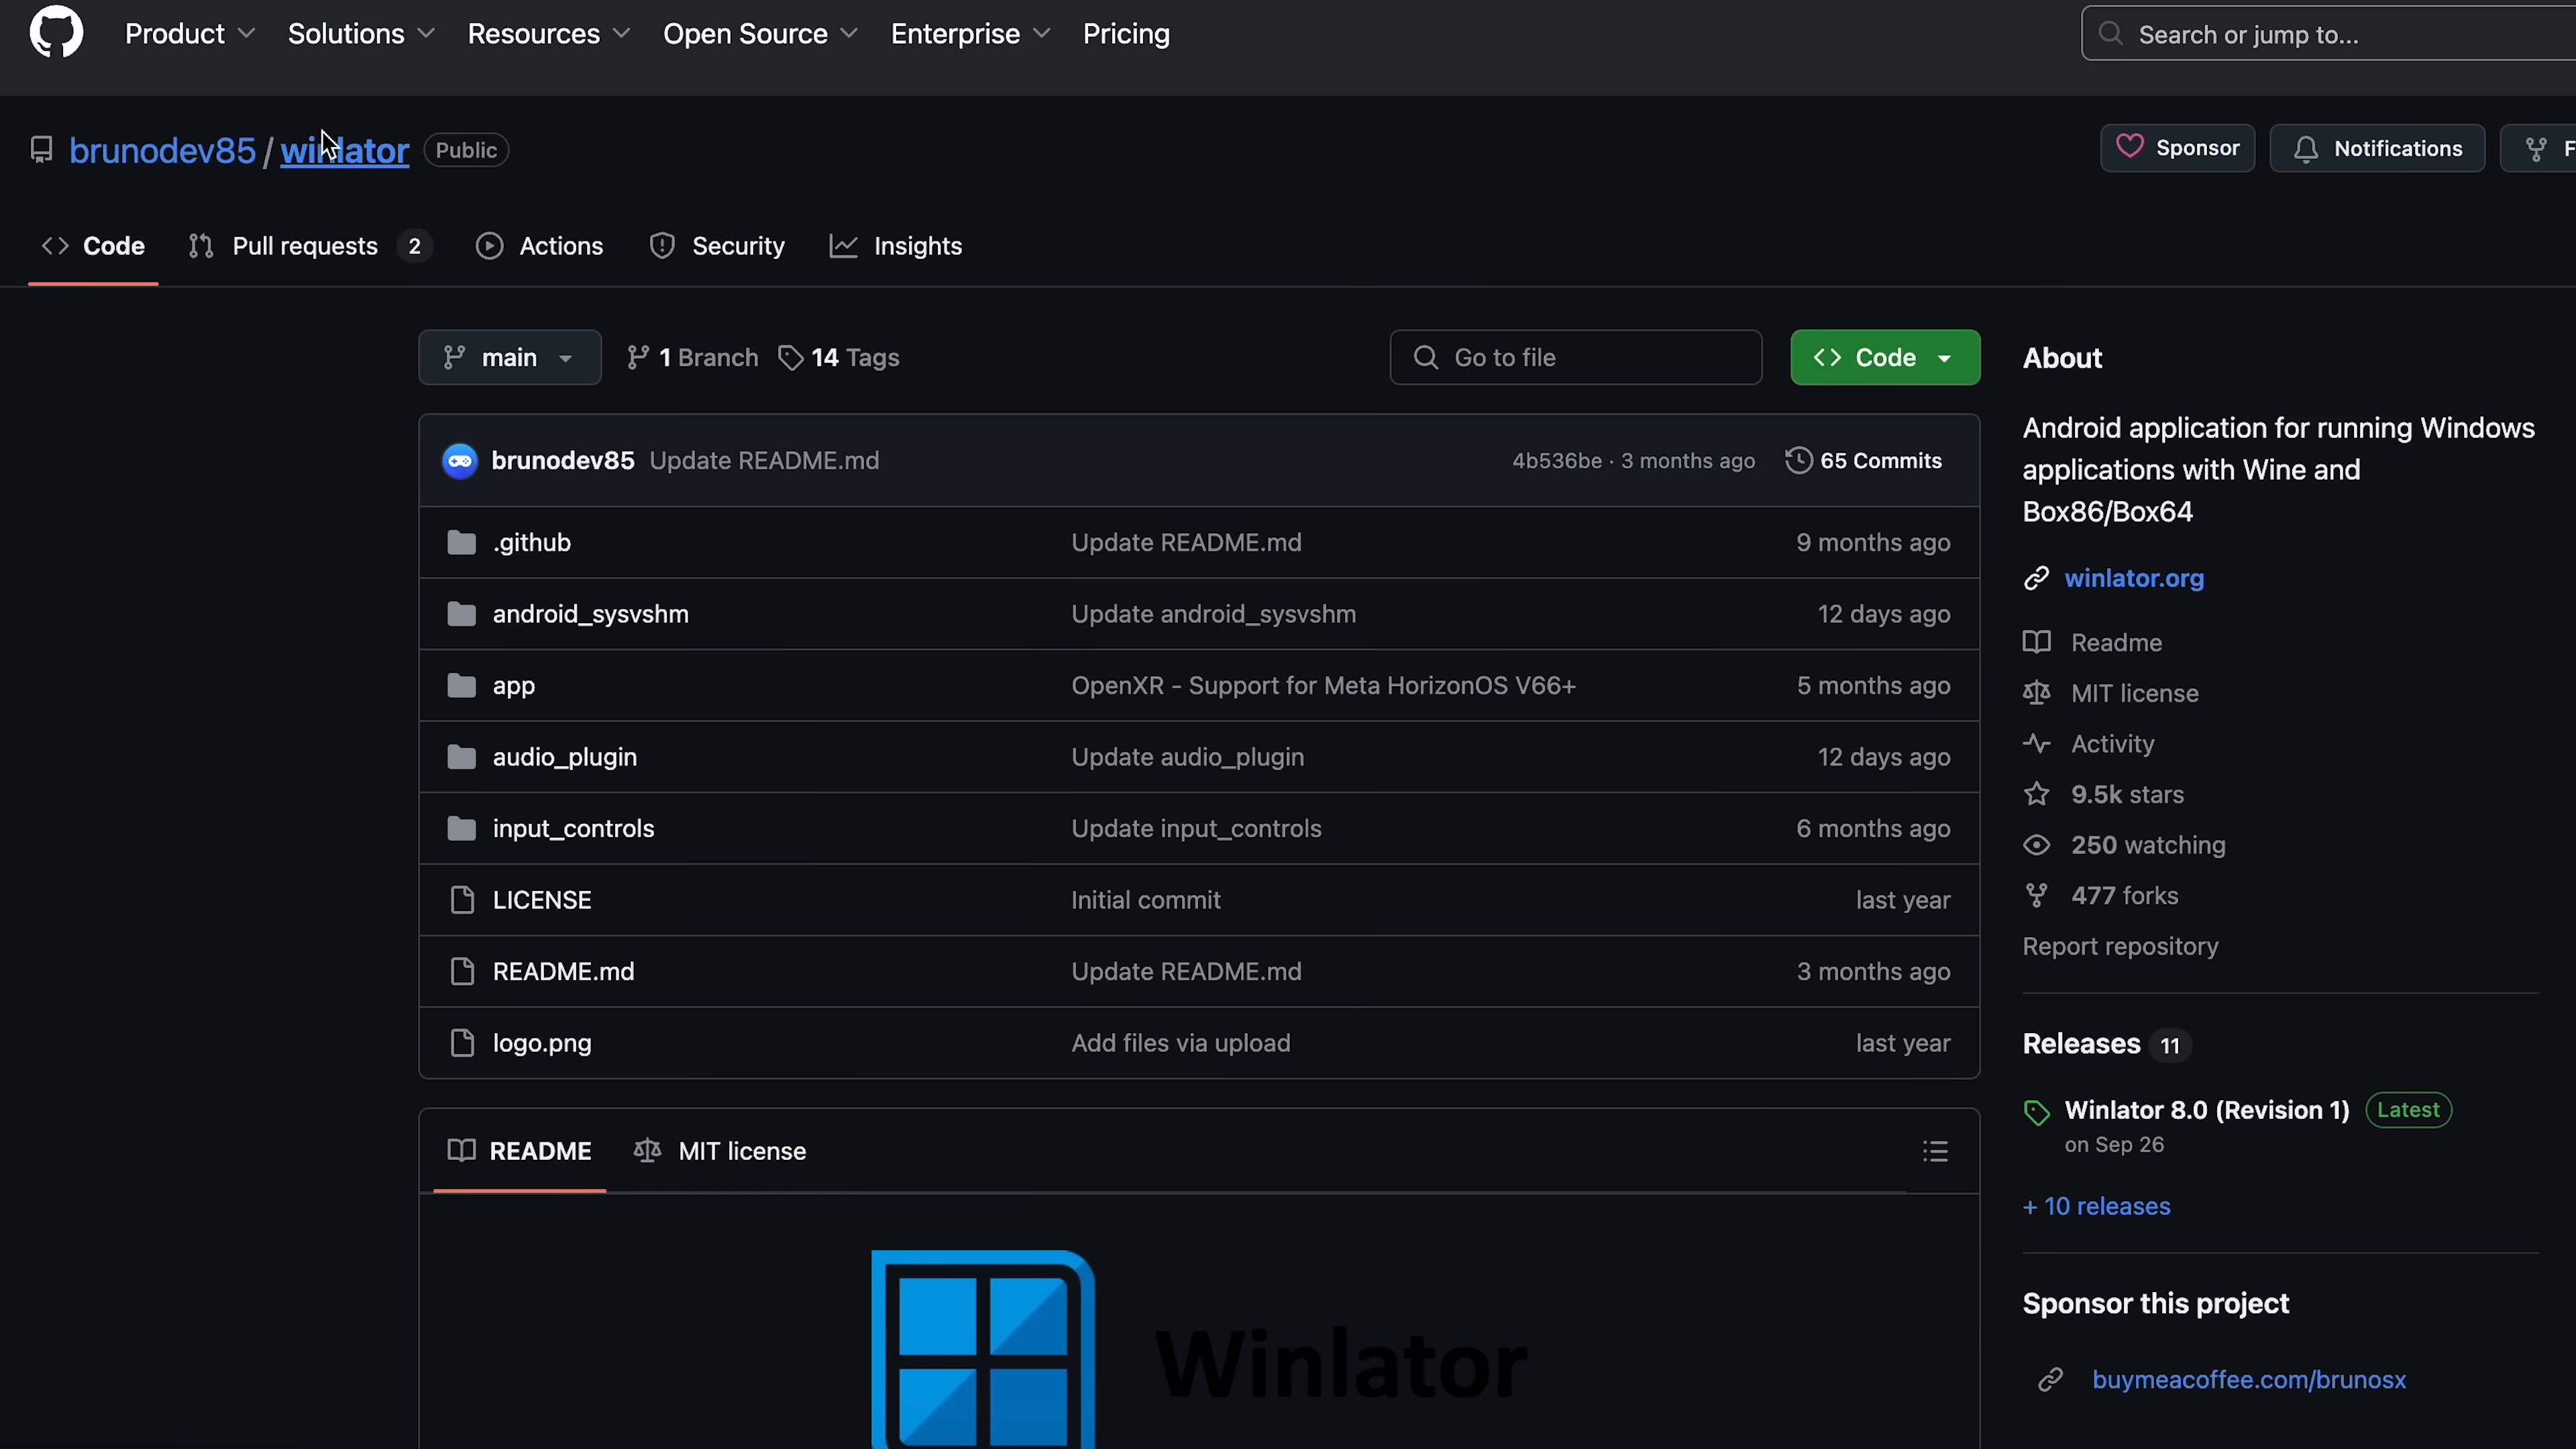 Product Solutions Resources Open Source Enterprise Pricing
Search or jump to...
brunodev85 / winlator Public
Sponsor Notifications F
Code Pull requests 2 Actions Security Insights
main 1 Branch 14 Tags
Go to file Code
brunodev85 Update README.md 4b536be · 3 months ago 65 Commits
.github Update README.md 9 months ago
android_sysvshm Update android_sysvshm 12 days ago
app OpenXR - Support for Meta HorizonOS V66+ 5 months ago
audio_plugin Update audio_plugin 12 days ago
input_controls Update input_controls 6 months ago
LICENSE Initial commit last year
README.md Update README.md 3 months ago
logo.png Add files via upload last year
README MIT license
Winlator
About
Android application for running Windows
applications with Wine and
Box86/Box64
winlator.org
Readme
MIT license
Activity
9.5k stars
250 watching
477 forks
Report repository
Releases 11
Winlator 8.0 (Revision 1) Latest
on Sep 26
+ 10 releases
Sponsor this project
buymeacoffee.com/brunosx